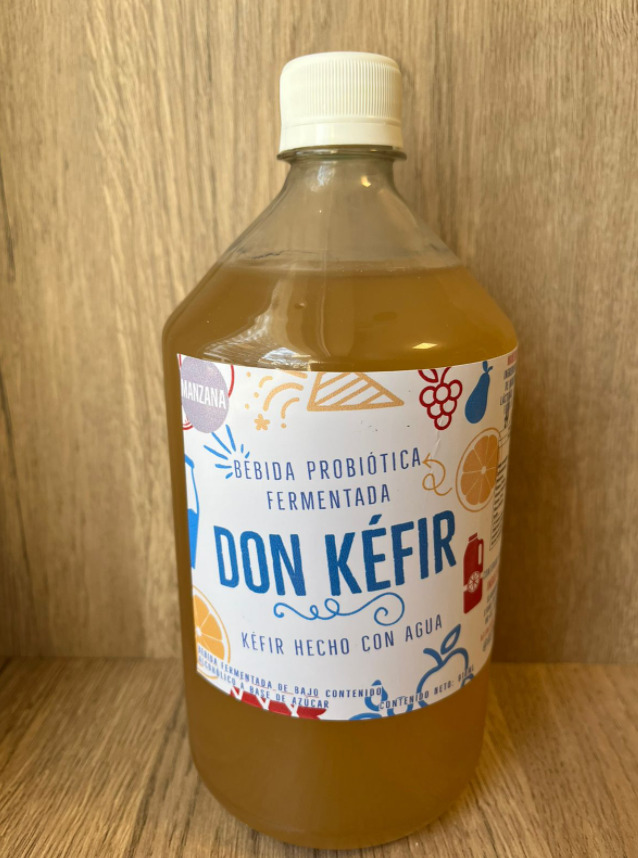 MANZANA
BEBIDA PROBIÓTICA
FERMENTADA
DON KÉFIR
KÉFIR HECHO CON AGUA
BEBIDA FERMENTADA DE BAJO CONTENIDO
ALCOHÓLICO A BASE DE AZÚCAR
CONTENIDO NETO: